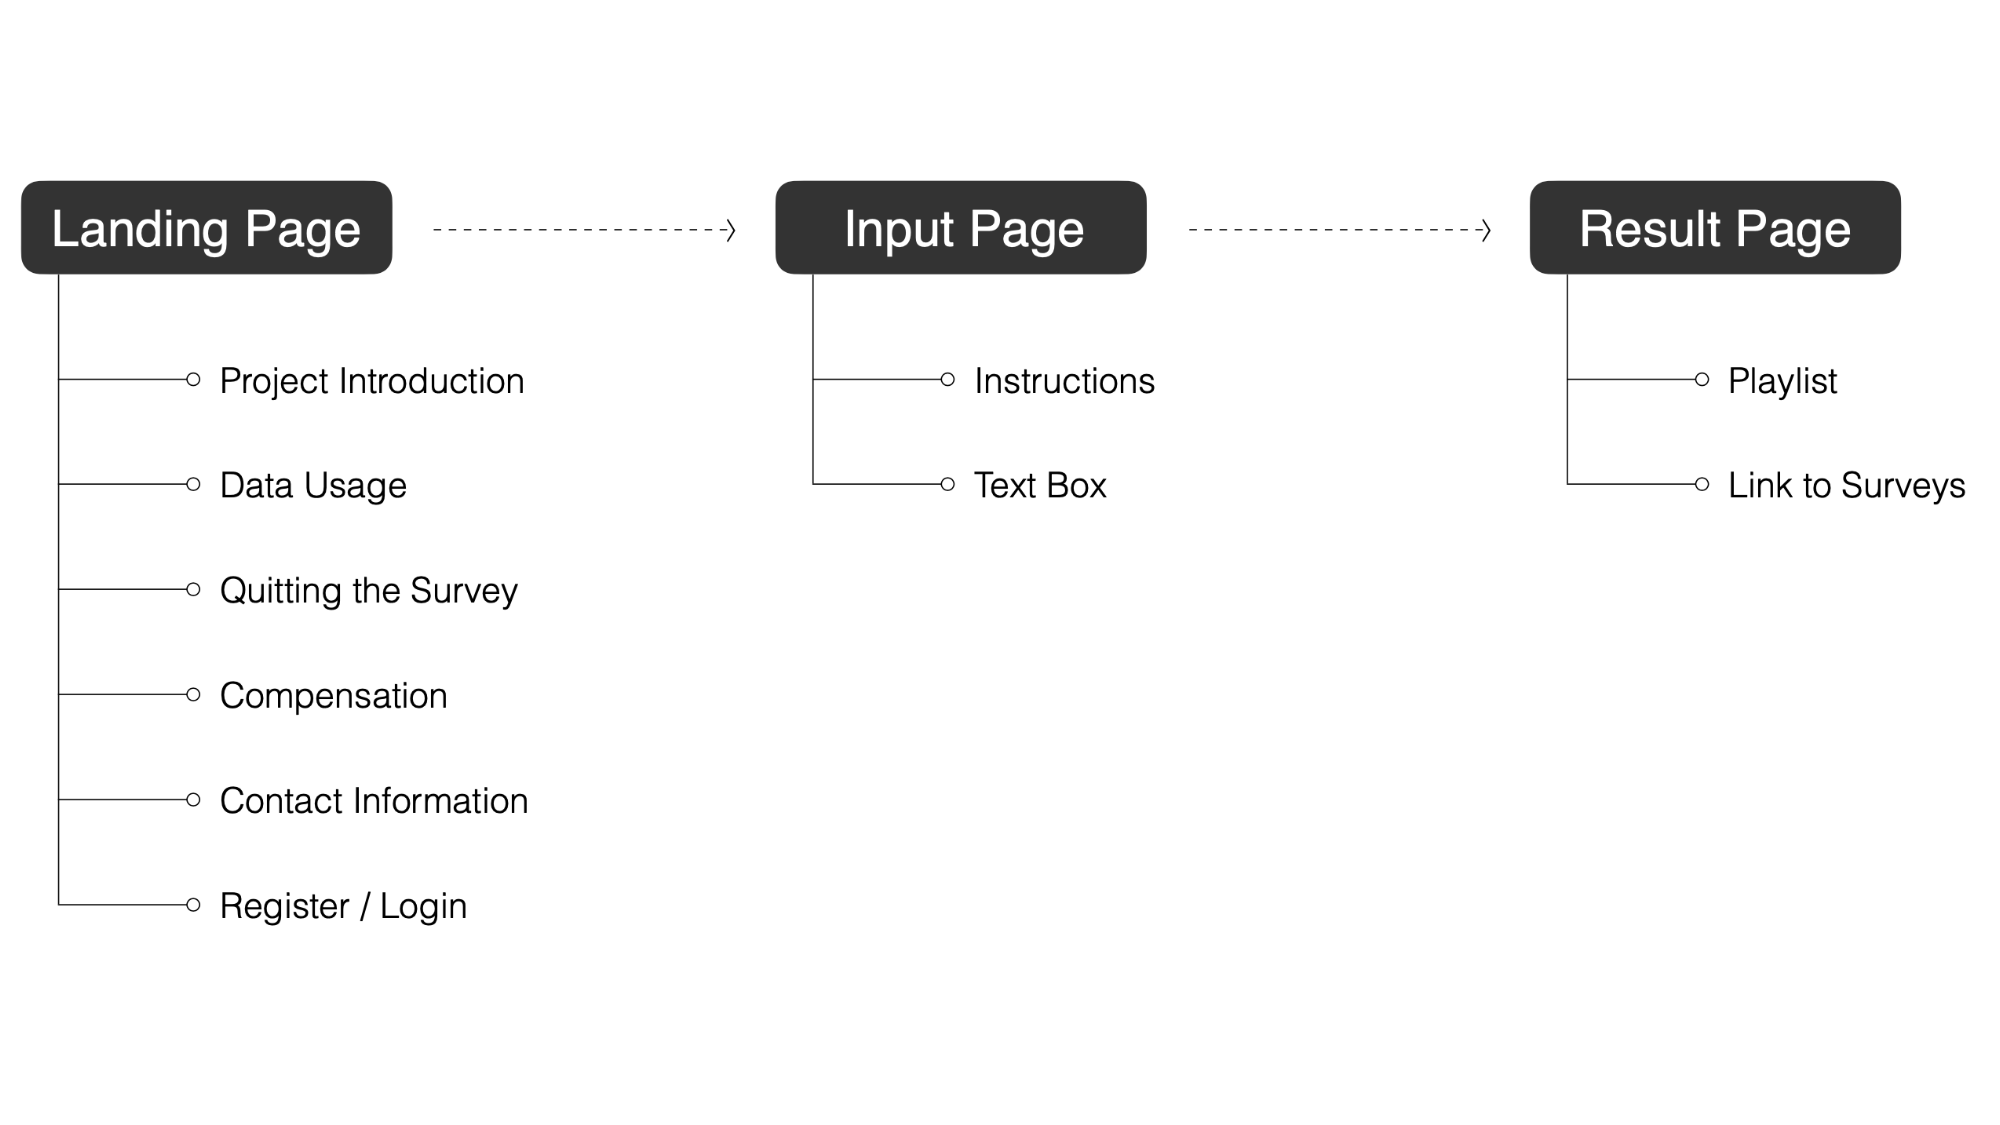 Landing Page
Project Introduction
Data Usage
Quitting the Survey
Compensation
Contact Information
Register / Login
Input Page
Instructions
Text Box
Result Page
Playlist
Link to Surveys